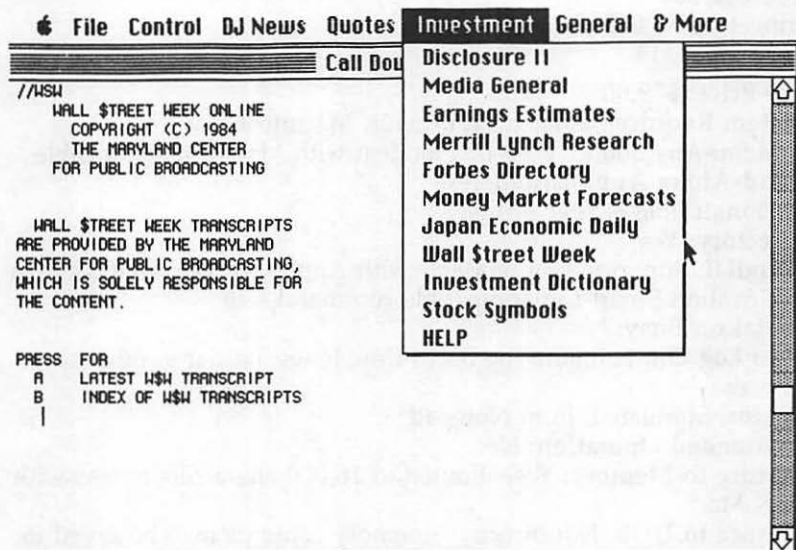 File Control DJ News Quotes Investment General & More
Call Dou
//WSW
WALL $TREET WEEK ONLINE
COPYRIGHT (C) 1984
THE MARYLAND CENTER
FOR PUBLIC BROADCASTING
WALL $TREET WEEK TRANSCRIPTS
ARE PROVIDED BY THE MARYLAND
CENTER FOR PUBLIC BROADCASTING,
WHICH IS SOLELY RESPONSIBLE FOR
THE CONTENT.
PRESS FOR
A LATEST W$W TRANSCRIPT
B INDEX OF W$W TRANSCRIPTS
Disclosure II
Media General
Earnings Estimates
Merrill Lynch Research
Forbes Directory
Money Market Forecasts
Japan Economic Daily
Wall $treet Week
Investment Dictionary
Stock Symbols
HELP